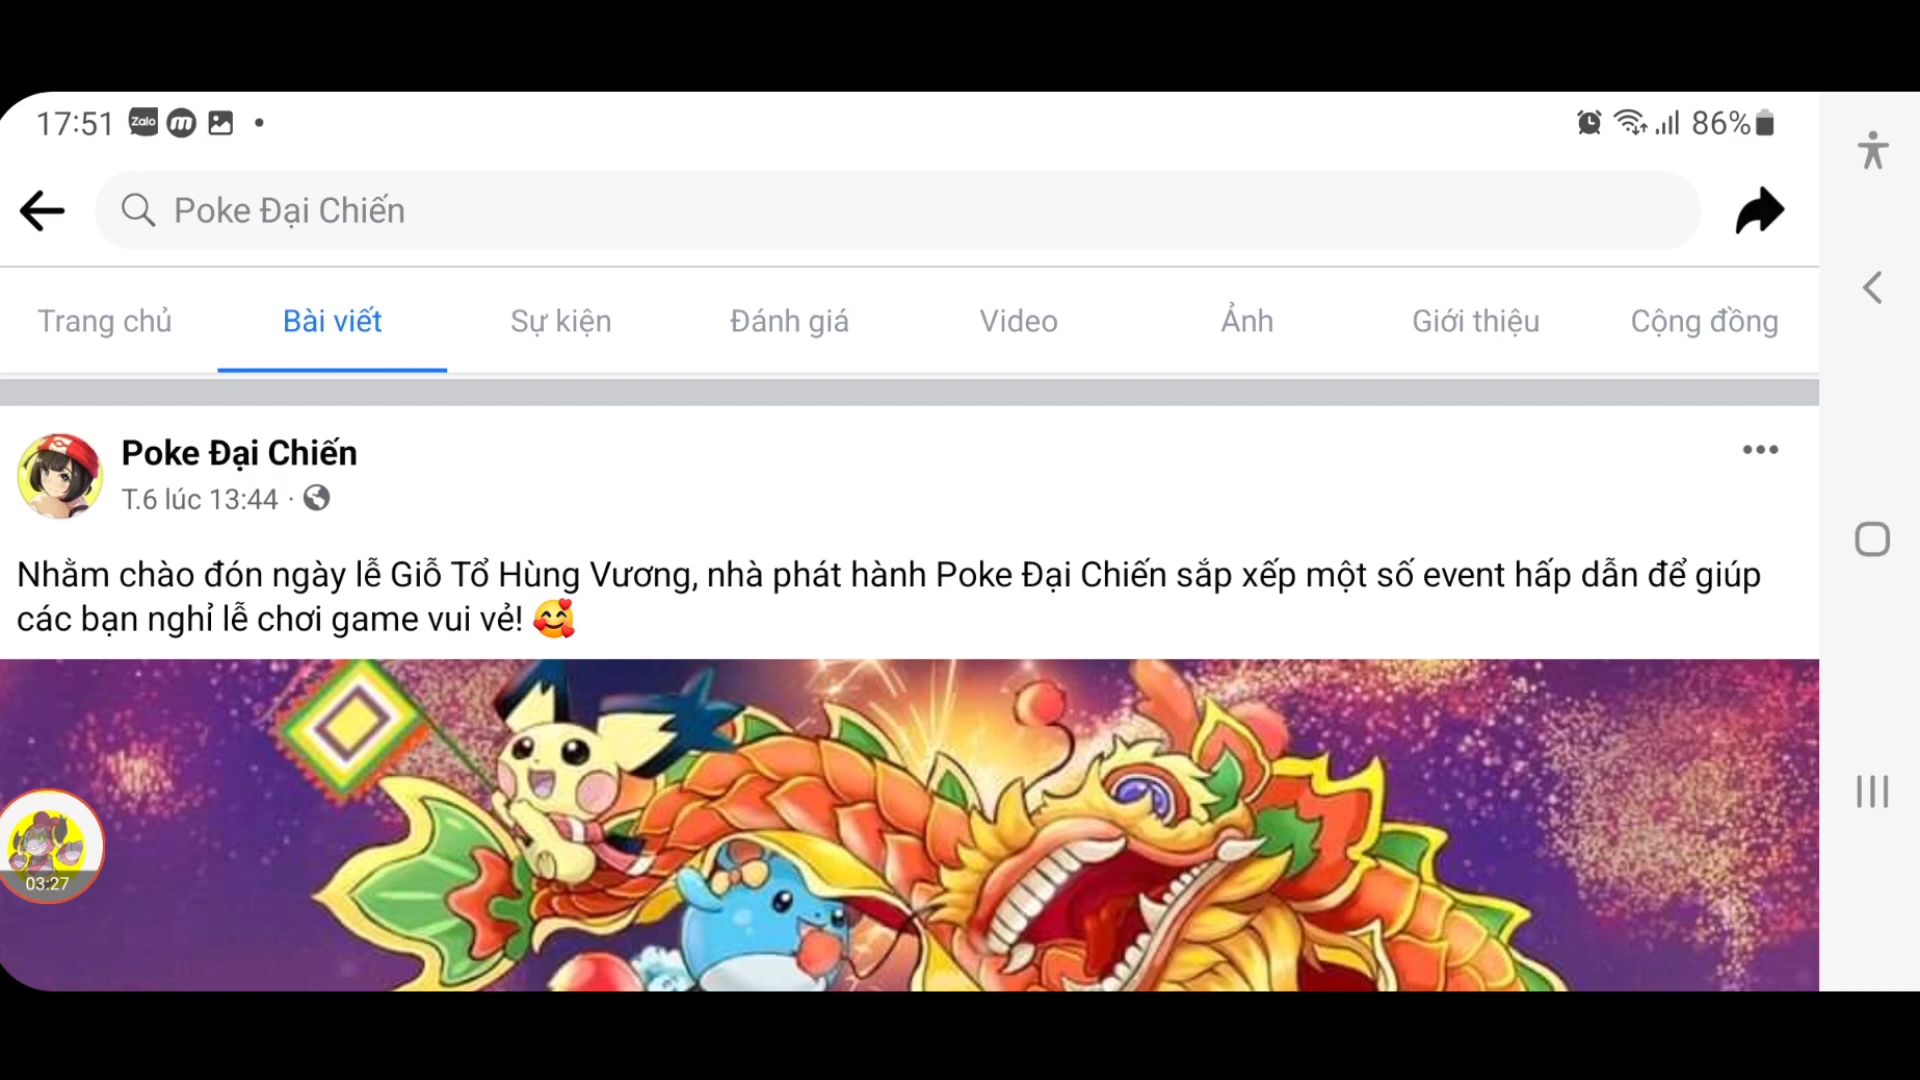 17:51 Zalo 86%
Poke Đại Chiến
Trang chủ Bài viết Sự kiện Đánh giá Video Ảnh Giới thiệu Cộng đồng
Poke Đại Chiến
T.6 lúc 13:44 ·
Nhằm chào đón ngày lễ Giỗ Tổ Hùng Vương, nhà phát hành Poke Đại Chiến sắp xếp một số event hấp dẫn để giúp
các bạn nghỉ lễ chơi game vui vẻ! 🥰
03:27